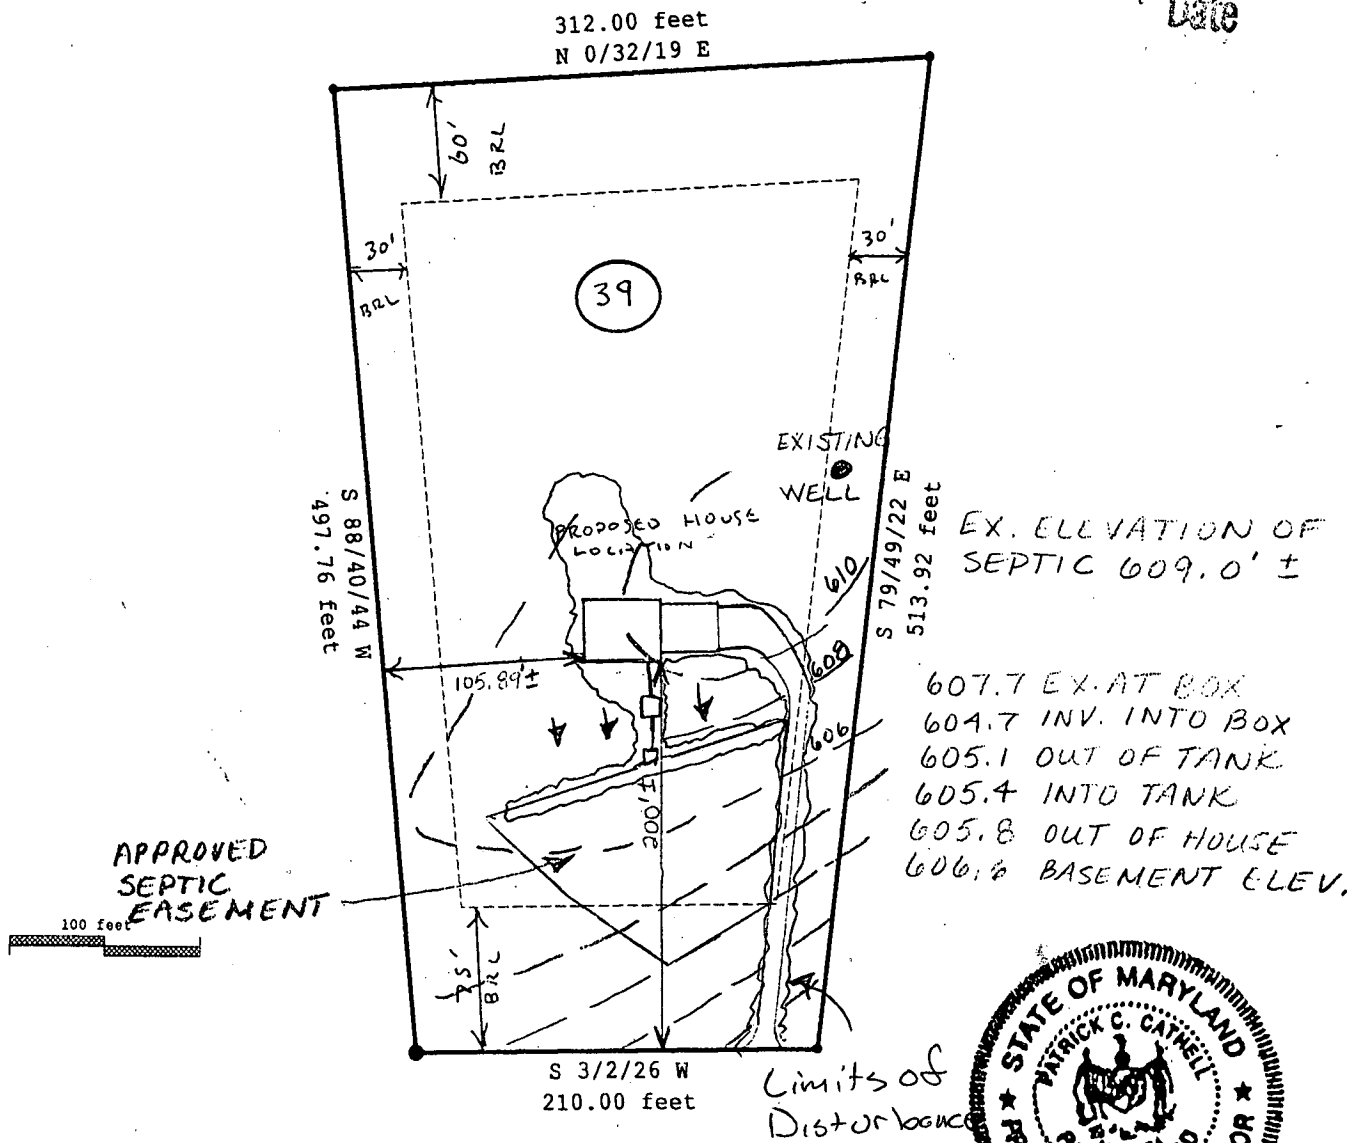 Date
312.00 feet
N 0/32/19 E
60'
BRL
30'
BRL
30'
BRL
39
EXISTING
WELL
PROPOSED HOUSE
LOCATION
S 88/40/44 W
497.76 feet
S 79/49/22 E
513.92 feet
EX. ELEVATION OF
SEPTIC 609.0' ±
610
608
606
105.89'±
200'±
607.7 EX. AT BOX
604.7 INV. INTO BOX
605.1 OUT OF TANK
605.4 INTO TANK
605.8 OUT OF HOUSE
606.6 BASEMENT ELEV.
APPROVED
SEPTIC
EASEMENT
100 feet
75'
BRL
S 3/2/26 W
210.00 feet
Limits of
Disturbance
STATE OF MARYLAND
PATRICK C. CATHELL